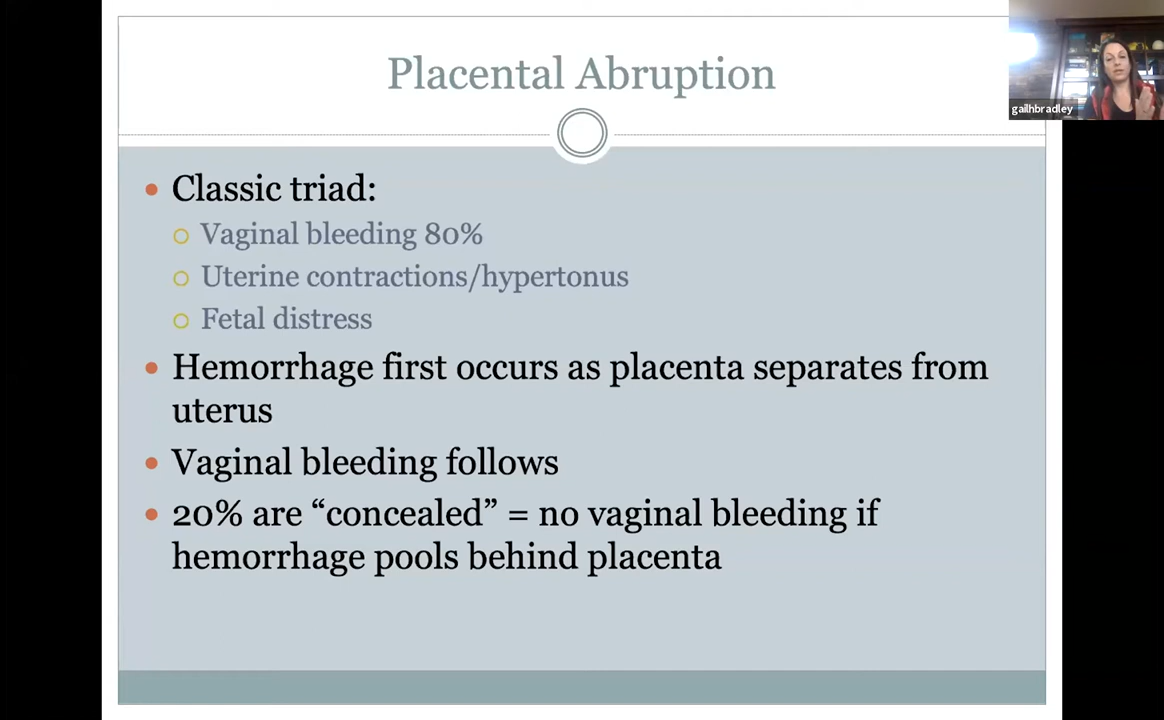 Placental Abruption
gailhbradley
Classic triad:
Vaginal bleeding 80%
Uterine contractions/hypertonus
Fetal distress
Hemorrhage first occurs as placenta separates from
uterus
Vaginal bleeding follows
20% are “concealed” = no vaginal bleeding if
hemorrhage pools behind placenta